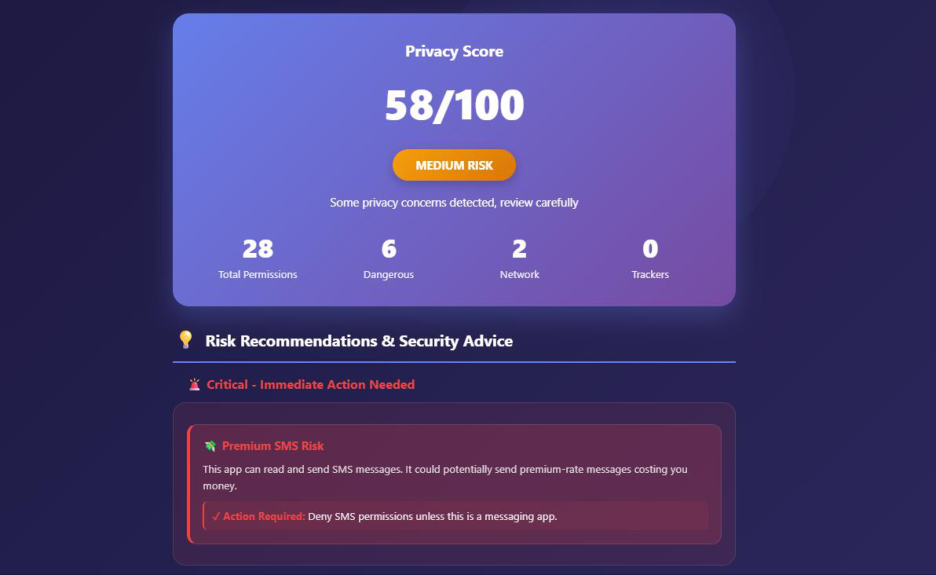 Privacy Score
58/100
MEDIUM RISK
Some privacy concerns detected, review carefully
28 6 2 0
Total Permissions Dangerous Network Trackers
Risk Recommendations & Security Advice
Critical - Immediate Action Needed
Premium SMS Risk
This app can read and send SMS messages. It could potentially send premium-rate messages costing you
money.
✓ Action Required: Deny SMS permissions unless this is a messaging app.